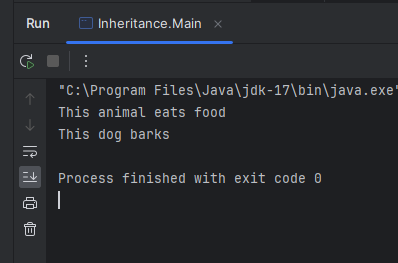 Run Inheritance.Main
"C:\Program Files\Java\jdk-17\bin\java.exe"
This animal eats food
This dog barks
Process finished with exit code 0